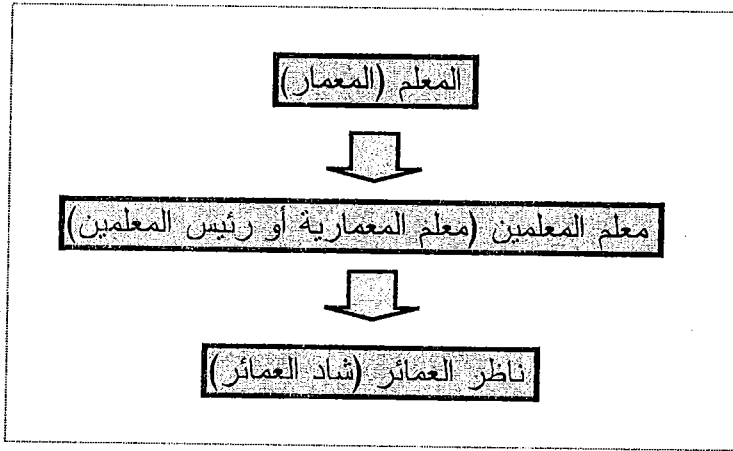 المعلم (المعمار)
معلم المعلمين (معلم المعمارية أو رئيس المعلمين)
ناظر العمائر (شاد العمائر)